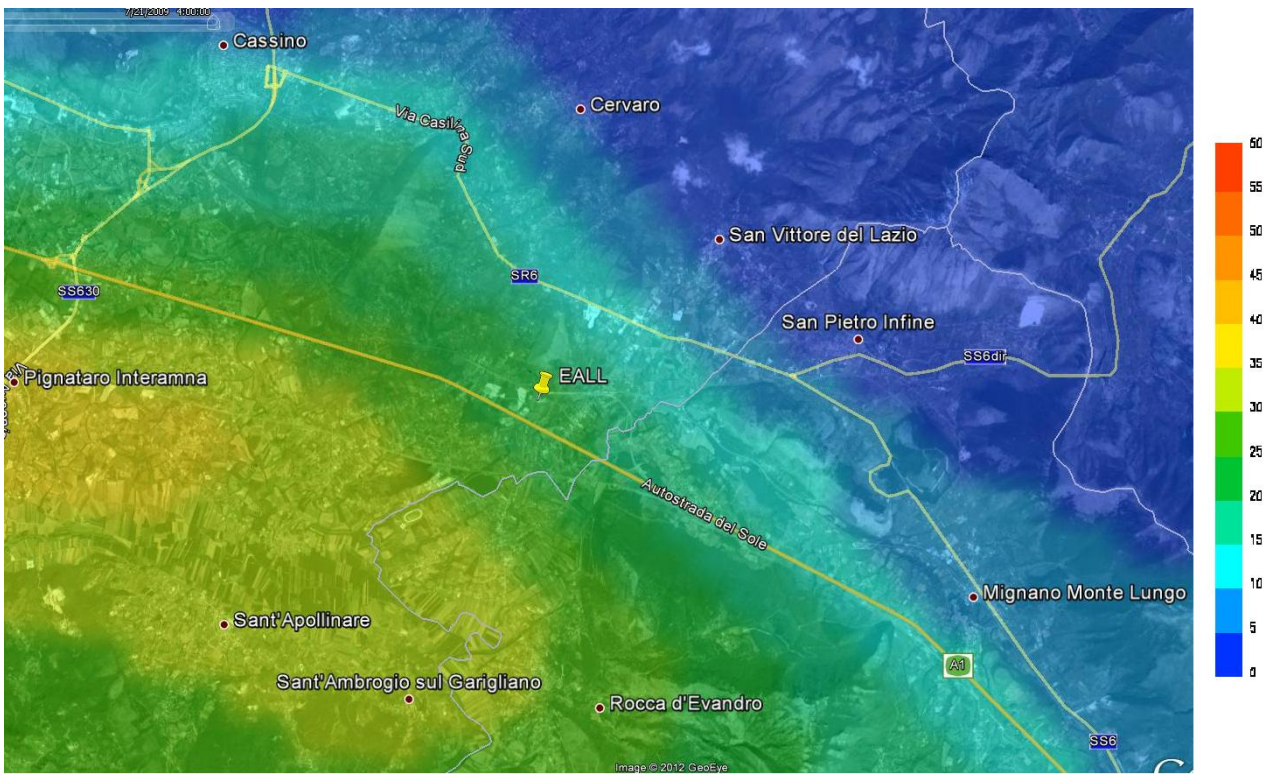 7/21/2009 4:00:00
Cassino
Cervaro
Via Casilina Sud
San Vittore del Lazio
SR6
SS630
San Pietro Infine
SS6dir
Pignataro Interamna
EALL
Autostrada del Sole
Mignano Monte Lungo
Sant'Apollinare
A1
Sant'Ambrogio sul Garigliano
Rocca d'Evandro
SS6
Image © 2012 GeoEye
60
55
50
45
40
35
30
25
20
15
10
5
0